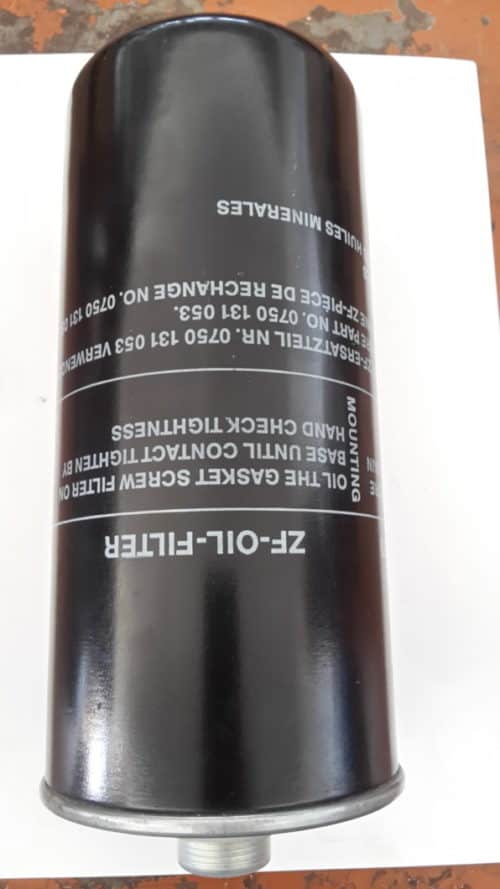 ZF-OIL-FILTER
MOUNTING
OIL THE GASKET SCREW FILTER ON
BASE UNTIL CONTACT TIGHTEN BY
HAND CHECK TIGHTNESS
ZF-ERSATZTEIL NR. 0750 131 053
PART NO. 0750 131 053.
ZF-PIÈCE DE RECHANGE NO. 0750 131
HUILES MINERALES